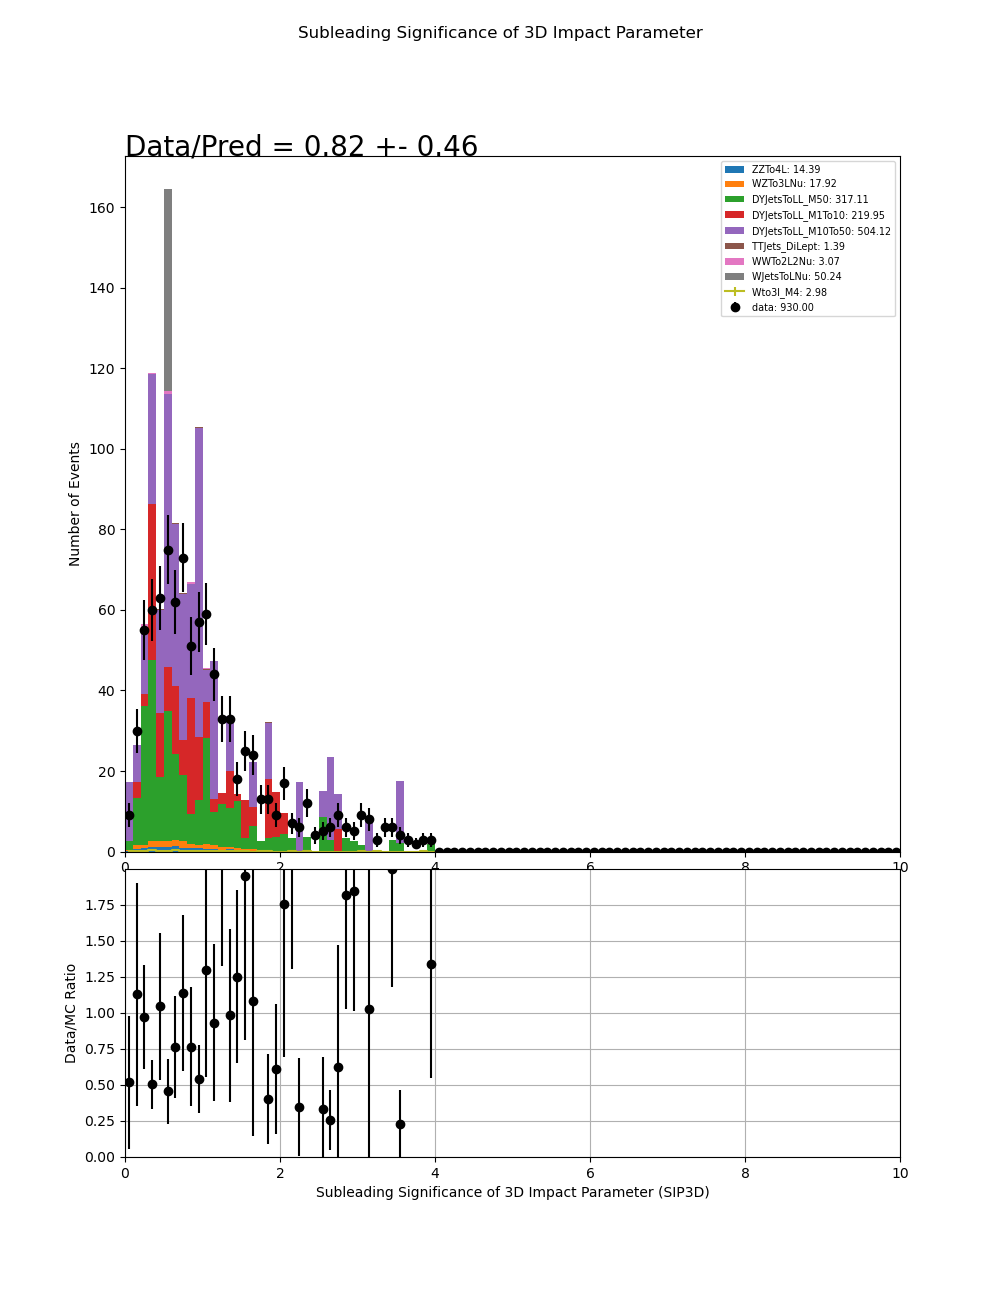 Subleading Significance of 3D Impact Parameter
Data/Pred = 0.82 +- 0.46
ZZTo4L: 14.39
WZTo3LNu: 17.92
DYJetsToLL_M50: 317.11
DYJetsToLL_M1To10: 219.95
DYJetsToLL_M10To50: 504.12
TTJets_DiLept: 1.39
WWTo2L2Nu: 3.07
WJetsToLNu: 50.24
Wto3l_M4: 2.98
data: 930.00
160
140
120
100
80
60
40
20
0
Number of Events
0 2 4 6 8 10
1.75
1.50
1.25
1.00
0.75
0.50
0.25
0.00
Data/MC Ratio
0 2 4 6 8 10
Subleading Significance of 3D Impact Parameter (SIP3D)